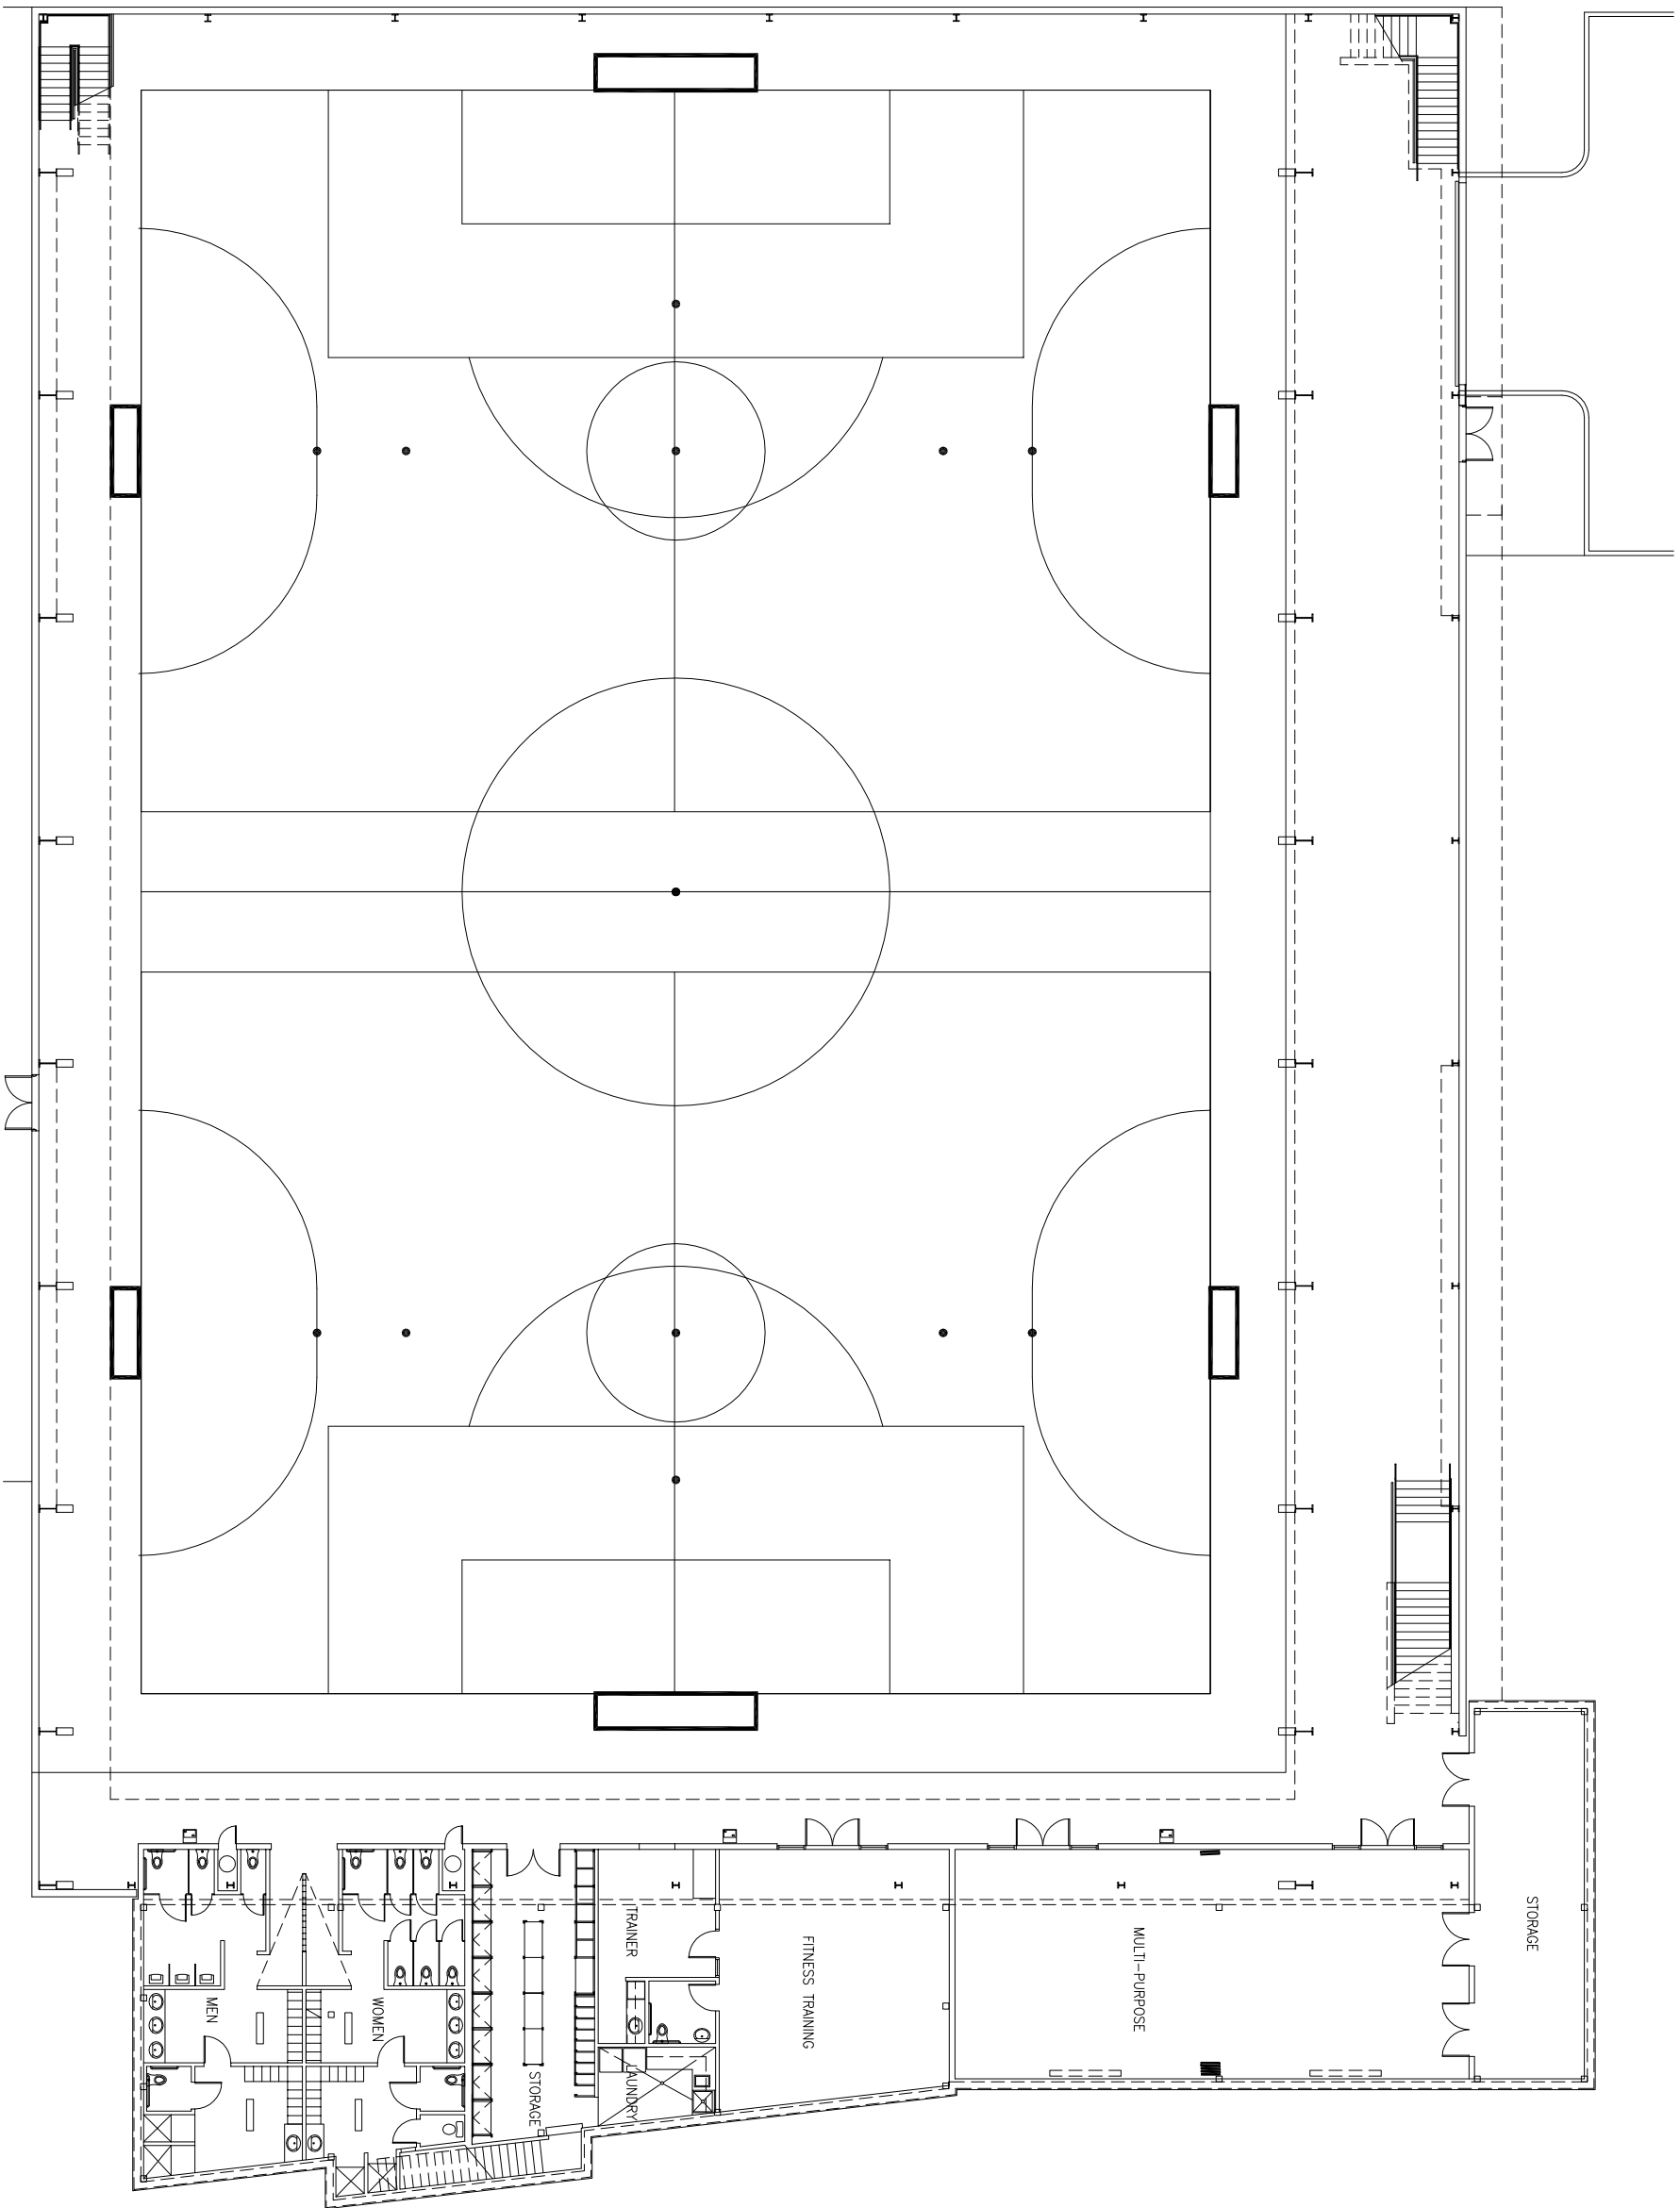 STORAGE
MULTI-PURPOSE
FITNESS TRAINING
TRAINER
LAUNDRY
STORAGE
WOMEN
MEN